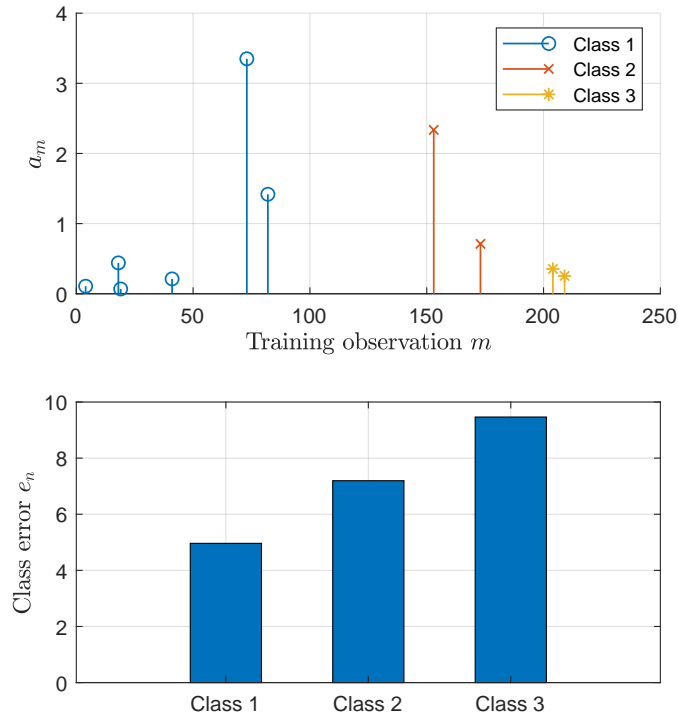 4
3
2
1
0
a_m
Class 1
Class 2
Class 3
0 50 100 150 200 250
Training observation m
10
8
6
4
2
0
Class error e_n
Class 1 Class 2 Class 3